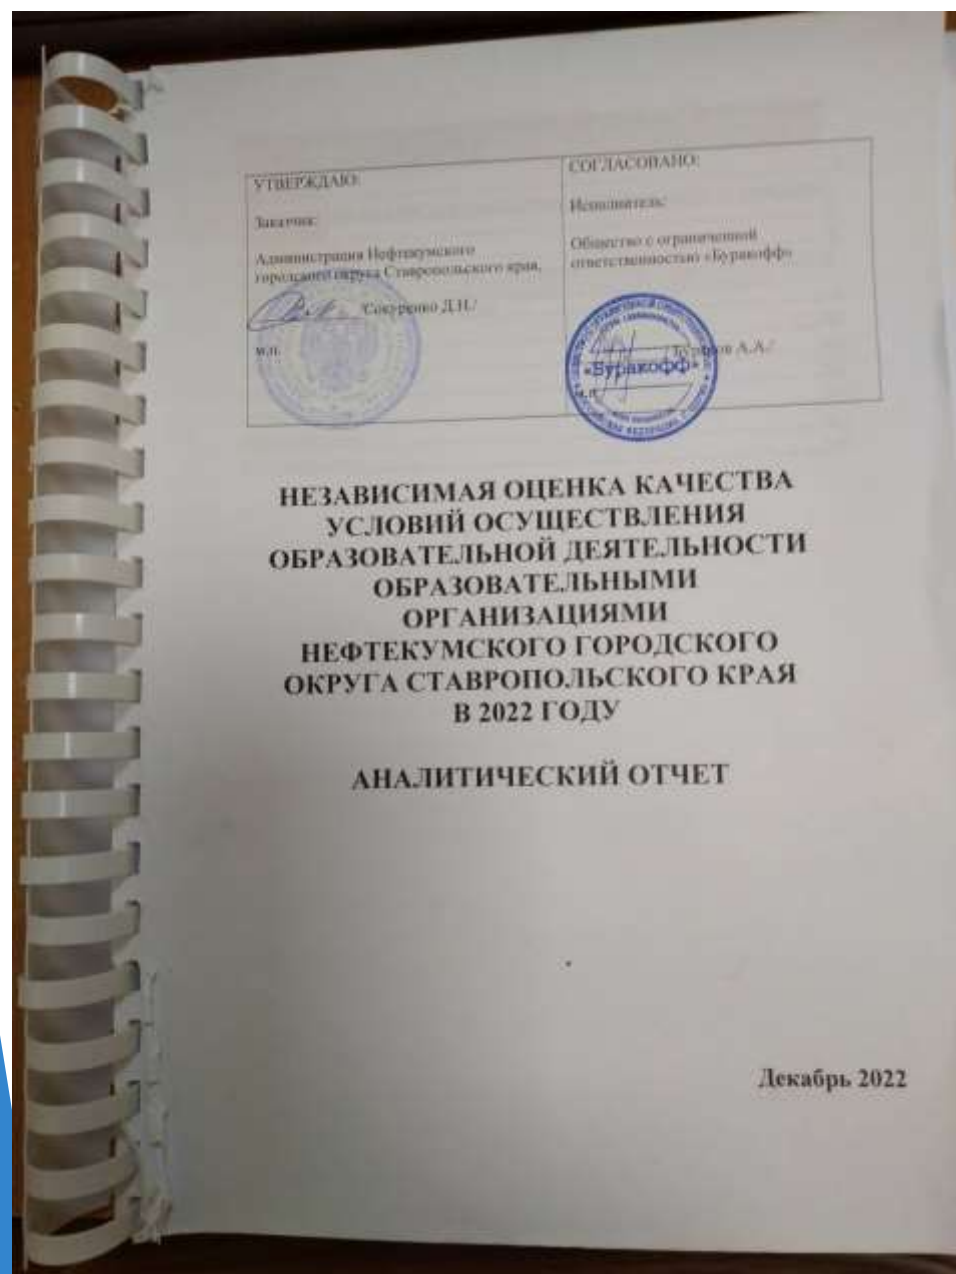 УТВЕРЖДАЮ:
Заказчик:
Администрация Нефтекумского
городского округа Ставропольского края,
/Сокуренко Д.Н./
м.п.
СОГЛАСОВАНО:
Исполнитель:
Общество с ограниченной
ответственностью «Буракофф»
А.А./
«Буракофф»
м.п.
НЕЗАВИСИМАЯ ОЦЕНКА КАЧЕСТВА
УСЛОВИЙ ОСУЩЕСТВЛЕНИЯ
ОБРАЗОВАТЕЛЬНОЙ ДЕЯТЕЛЬНОСТИ
ОБРАЗОВАТЕЛЬНЫМИ
ОРГАНИЗАЦИЯМИ
НЕФТЕКУМСКОГО ГОРОДСКОГО
ОКРУГА СТАВРОПОЛЬСКОГО КРАЯ
В 2022 ГОДУ
АНАЛИТИЧЕСКИЙ ОТЧЕТ
Декабрь 2022